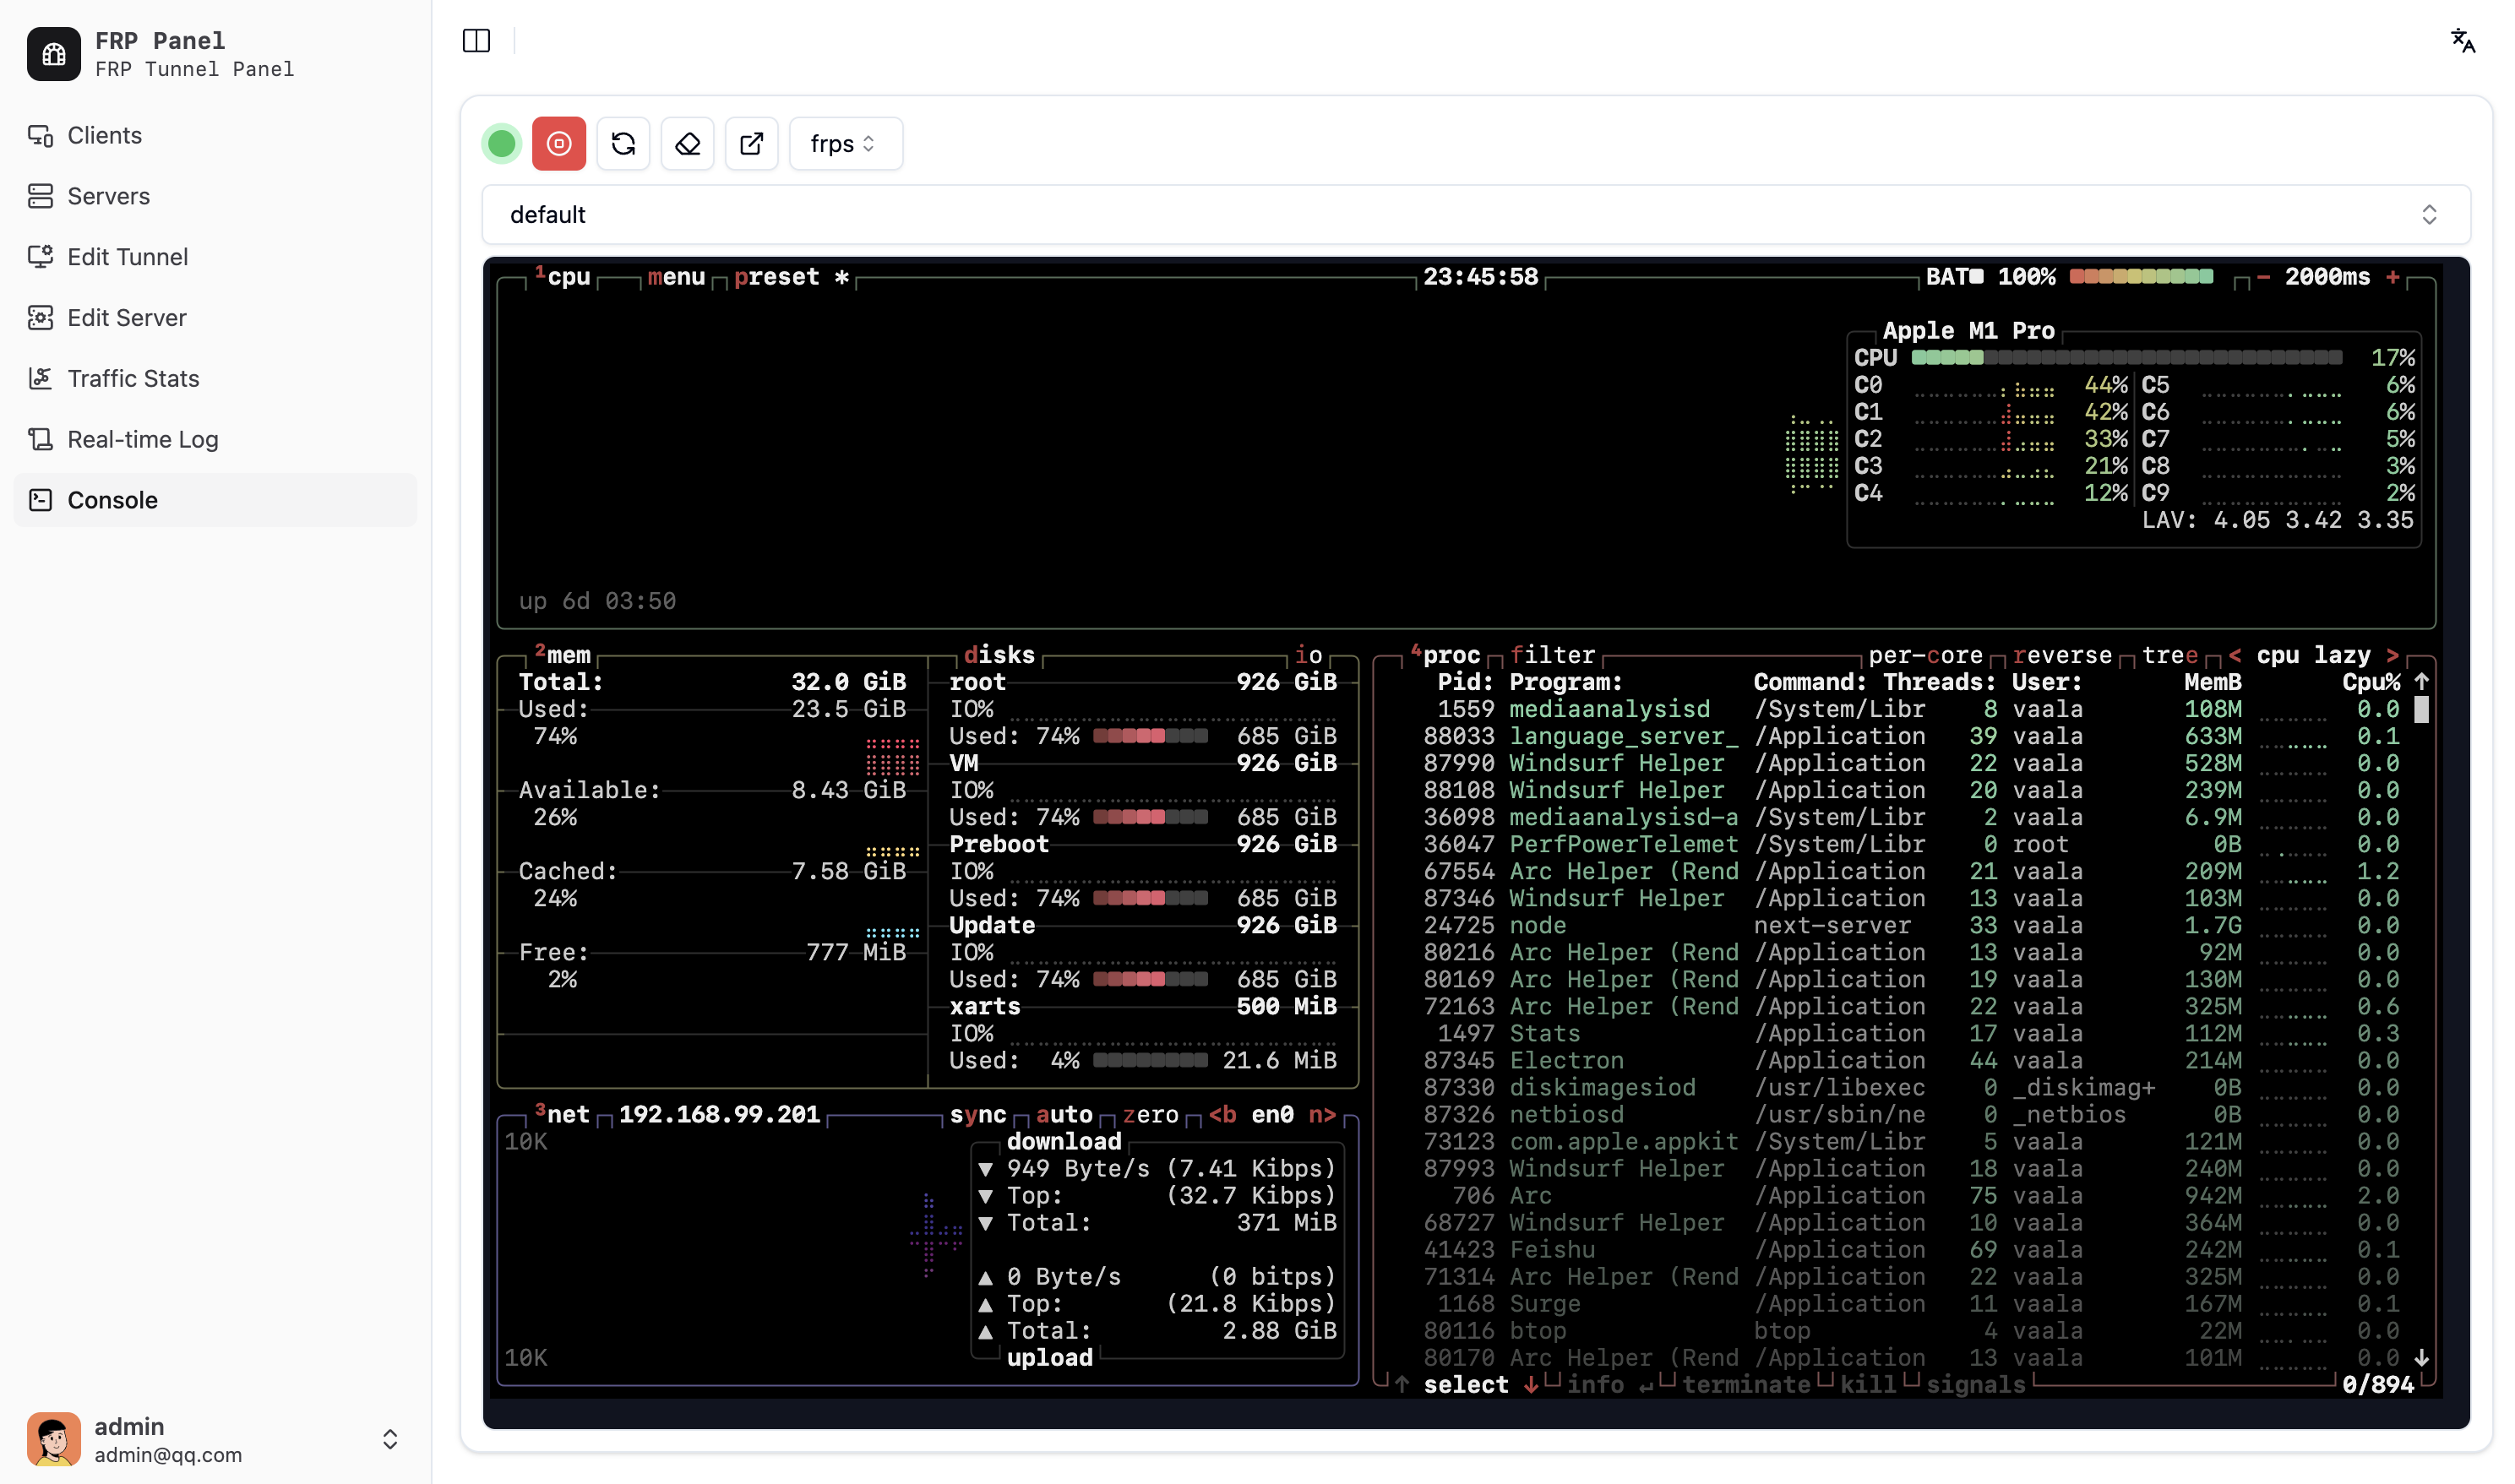 FRP Panel
FRP Tunnel Panel
Clients
Servers
Edit Tunnel
Edit Server
Traffic Stats
Real-time Log
Console
admin
admin@qq.com
frps
default
1cpu menu preset * 23:45:58 BAT 100% - 2000ms +
Apple M1 Pro
CPU 17%
C0 44% C5 6%
C1 42% C6 6%
C2 33% C7 5%
C3 21% C8 3%
C4 12% C9 2%
LAV: 4.05 3.42 3.35
up 6d 03:50
2mem
Total: 32.0 GiB
Used: 23.5 GiB
74%
Available: 8.43 GiB
26%
Cached: 7.58 GiB
24%
Free: 777 MiB
2%
disks io
root 926 GiB
IO%
Used: 74% 685 GiB
VM 926 GiB
IO%
Used: 74% 685 GiB
Preboot 926 GiB
IO%
Used: 74% 685 GiB
Update 926 GiB
IO%
Used: 74% 685 GiB
xarts 500 MiB
IO%
Used: 4% 21.6 MiB
3net 192.168.99.201 sync auto zero <b en0 n>
10K
download
▼ 949 Byte/s (7.41 Kibps)
▼ Top: (32.7 Kibps)
▼ Total: 371 MiB
▲ 0 Byte/s (0 bitps)
▲ Top: (21.8 Kibps)
▲ Total: 2.88 GiB
10K
upload
4proc filter per-core reverse tree < cpu lazy >
Pid: Program: Command: Threads: User: MemB Cpu% ↑
1559 mediaanalysisd /System/Libr 8 vaala 108M 0.0
88033 language_server_ /Application 39 vaala 633M 0.1
87990 Windsurf Helper /Application 22 vaala 528M 0.0
88108 Windsurf Helper /Application 20 vaala 239M 0.0
36098 mediaanalysisd-a /System/Libr 2 vaala 6.9M 0.0
36047 PerfPowerTelemet /System/Libr 0 root 0B 0.0
67554 Arc Helper (Rend /Application 21 vaala 209M 1.2
87346 Windsurf Helper /Application 13 vaala 103M 0.0
24725 node next-server 33 vaala 1.7G 0.0
80216 Arc Helper (Rend /Application 13 vaala 92M 0.0
80169 Arc Helper (Rend /Application 19 vaala 130M 0.0
72163 Arc Helper (Rend /Application 22 vaala 325M 0.6
1497 Stats /Application 17 vaala 112M 0.3
87345 Electron /Application 44 vaala 214M 0.0
87330 diskimagesiod /usr/libexec 0 _diskimag+ 0B 0.0
87326 netbiosd /usr/sbin/ne 0 _netbios 0B 0.0
73123 com.apple.appkit /System/Libr 5 vaala 121M 0.0
87993 Windsurf Helper /Application 18 vaala 240M 0.0
706 Arc /Application 75 vaala 942M 2.0
68727 Windsurf Helper /Application 10 vaala 364M 0.0
41423 Feishu /Application 69 vaala 242M 0.1
71314 Arc Helper (Rend /Application 22 vaala 325M 0.0
1168 Surge /Application 11 vaala 167M 0.1
80116 btop btop 4 vaala 22M 0.0
80170 Arc Helper (Rend /Application 13 vaala 101M 0.0 ↓
↑ select ↓ info ↵ terminate kill signals 0/894